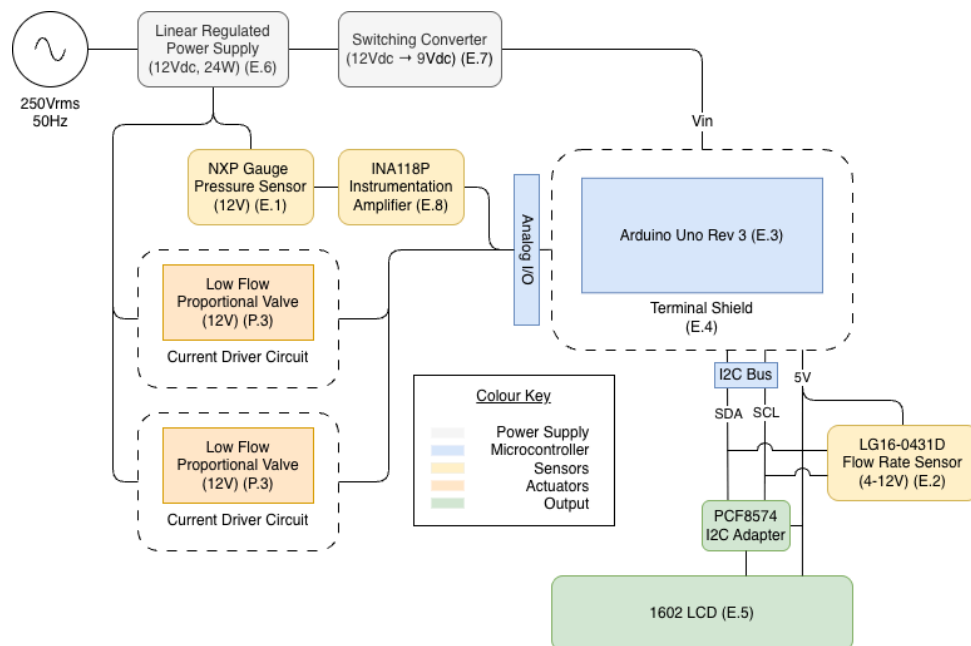 Linear Regulated
Power Supply
(12Vdc, 24W) (E.6)
Switching Converter
(12Vdc → 9Vdc) (E.7)
250Vrms
50Hz
Vin
NXP Gauge
Pressure Sensor
(12V) (E.1)
INA118P
Instrumentation
Amplifier (E.8)
Analog I/O
Arduino Uno Rev 3 (E.3)
Terminal Shield
(E.4)
Low Flow
Proportional Valve
(12V) (P.3)
Current Driver Circuit
I2C Bus
5V
SDA
SCL
Colour Key
Power Supply
Microcontroller
Sensors
Actuators
Output
Low Flow
Proportional Valve
(12V) (P.3)
Current Driver Circuit
LG16-0431D
Flow Rate Sensor
(4-12V) (E.2)
PCF8574
I2C Adapter
1602 LCD (E.5)